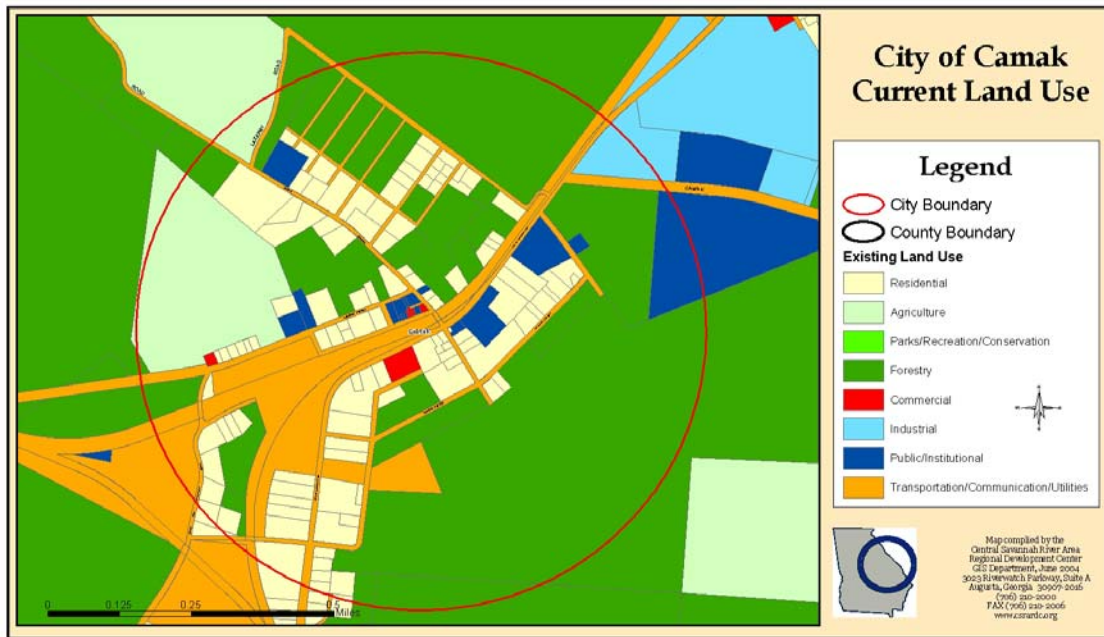 City of Camak
Current Land Use
Legend
City Boundary
County Boundary
Existing Land Use
Residential
Agriculture
Parks/Recreation/Conservation
Forestry
Commercial
Industrial
Public/Institutional
Transportation/Communication/Utilities
ROAD
ROAD
Camak
0 0.125 0.25 0.5
Miles
Map compiled by the
Central Savannah River Area
Regional Development Center
GIS Department, June 2004
3023 Riverwatch Parkway, Suite A
Augusta, Georgia 30907-2016
(706) 210-2000
FAX (706) 210-2006
www.csrardc.org